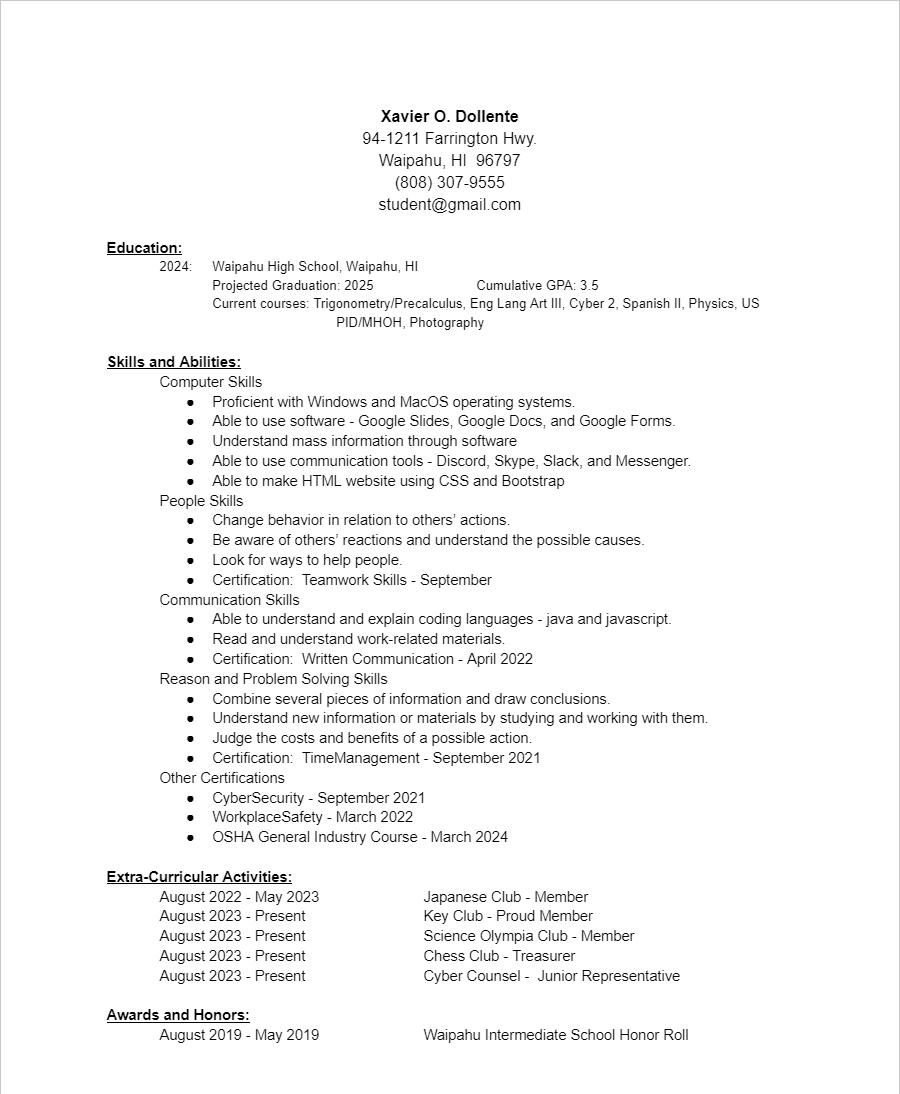 Xavier O. Dollente
94-1211 Farrington Hwy.
Waipahu, HI  96797
(808) 307-9555
student@gmail.com
Education:
2024: Waipahu High School, Waipahu, HI
Projected Graduation: 2025 Cumulative GPA: 3.5
Current courses: Trigonometry/Precalculus, Eng Lang Art III, Cyber 2, Spanish II, Physics, US
PID/MHOH, Photography
Skills and Abilities:
Computer Skills
● Proficient with Windows and MacOS operating systems.
● Able to use software - Google Slides, Google Docs, and Google Forms.
● Understand mass information through software
● Able to use communication tools - Discord, Skype, Slack, and Messenger.
● Able to make HTML website using CSS and Bootstrap
People Skills
● Change behavior in relation to others’ actions.
● Be aware of others’ reactions and understand the possible causes.
● Look for ways to help people.
● Certification:  Teamwork Skills - September
Communication Skills
● Able to understand and explain coding languages - java and javascript.
● Read and understand work-related materials.
● Certification:  Written Communication - April 2022
Reason and Problem Solving Skills
● Combine several pieces of information and draw conclusions.
● Understand new information or materials by studying and working with them.
● Judge the costs and benefits of a possible action.
● Certification:  TimeManagement - September 2021
Other Certifications
● CyberSecurity - September 2021
● WorkplaceSafety - March 2022
● OSHA General Industry Course - March 2024
Extra-Curricular Activities:
August 2022 - May 2023 Japanese Club - Member
August 2023 - Present Key Club - Proud Member
August 2023 - Present Science Olympia Club - Member
August 2023 - Present Chess Club - Treasurer
August 2023 - Present Cyber Counsel -  Junior Representative
Awards and Honors:
August 2019 - May 2019 Waipahu Intermediate School Honor Roll